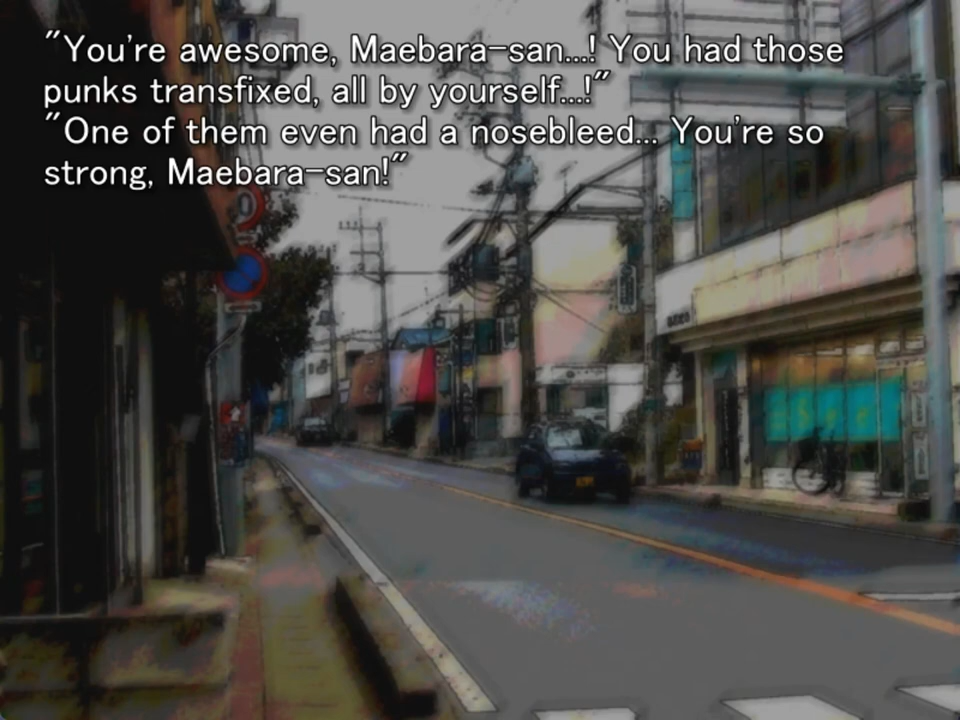 "You're awesome, Maebara-san...! You had those
punks transfixed, all by yourself...!"
"One of them even had a nosebleed... You're so
strong, Maebara-san!"